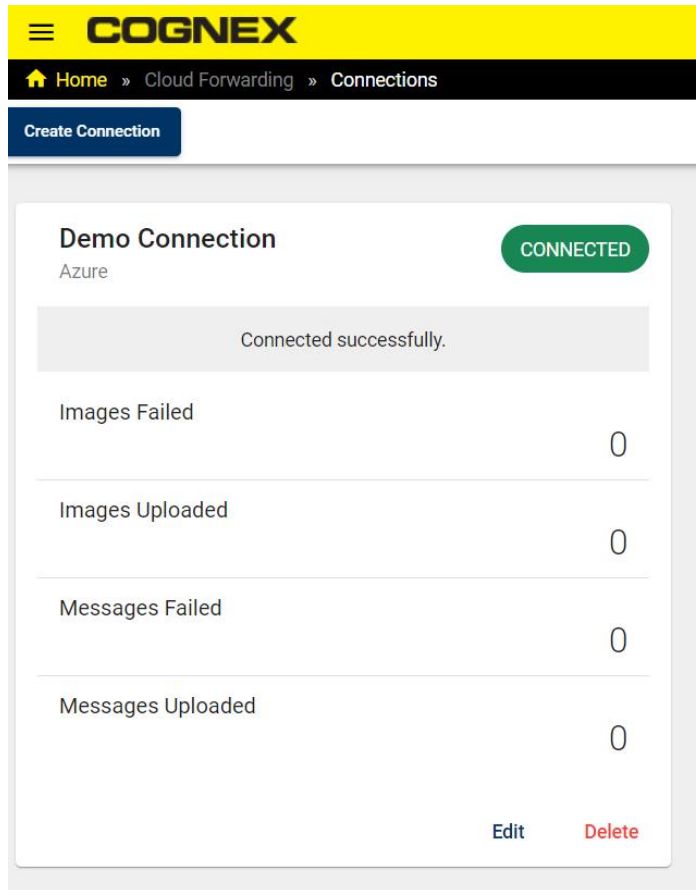 COGNEX
Home » Cloud Forwarding » Connections
Create Connection
Demo Connection
CONNECTED
Azure
Connected successfully.
Images Failed
0
Images Uploaded
0
Messages Failed
0
Messages Uploaded
0
Edit Delete